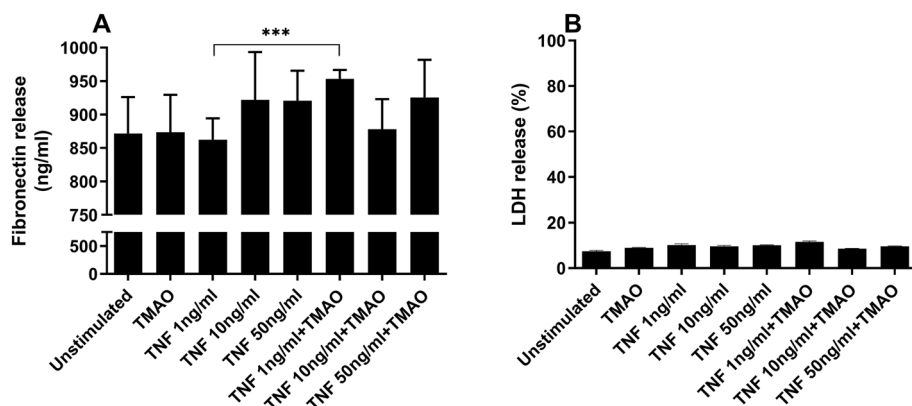 A
Fibronectin release
(ng/ml)
1000
950
900
850
800
750
500
0
***
Unstimulated
TMAO
TNF 1ng/ml
TNF 10ng/ml
TNF 50ng/ml
TNF 1ng/ml+TMAO
TNF 10ng/ml+TMAO
TNF 50ng/ml+TMAO
B
LDH release (%)
100
80
60
40
20
0
Unstimulated
TMAO
TNF 1ng/ml
TNF 10ng/ml
TNF 50ng/ml
TNF 1ng/ml+TMAO
TNF 10ng/ml+TMAO
TNF 50ng/ml+TMAO